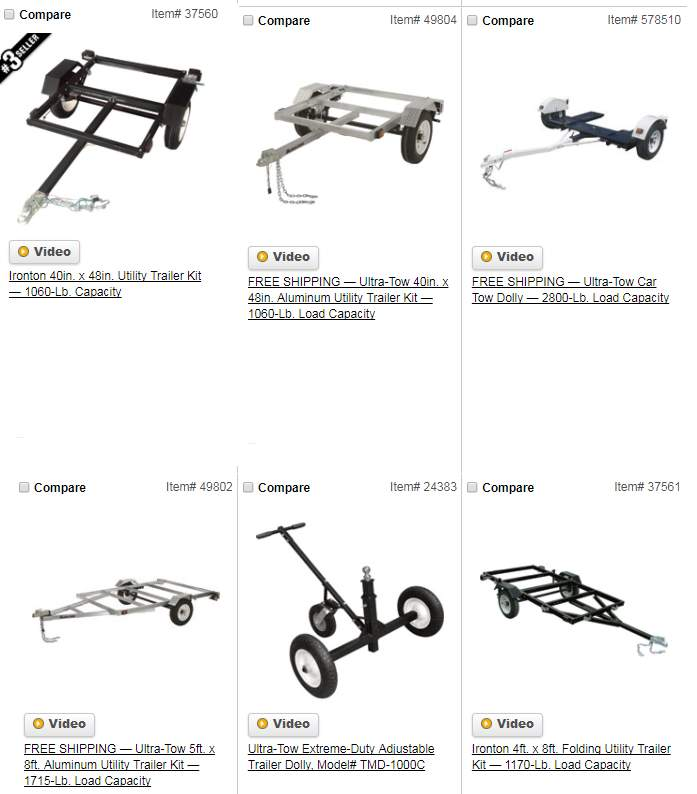 Compare Item# 37560
#3 SELLER
Video
Ironton 40in. x 48in. Utility Trailer Kit
— 1060-Lb. Capacity
Compare Item# 49804
Video
FREE SHIPPING — Ultra-Tow 40in. x
48in. Aluminum Utility Trailer Kit —
1060-Lb. Load Capacity
Compare Item# 578510
Video
FREE SHIPPING — Ultra-Tow Car
Tow Dolly — 2800-Lb. Load Capacity
Compare Item# 49802
Video
FREE SHIPPING — Ultra-Tow 5ft. x
8ft. Aluminum Utility Trailer Kit —
1715-Lb. Load Capacity
Compare Item# 24383
Video
Ultra-Tow Extreme-Duty Adjustable
Trailer Dolly, Model# TMD-1000C
Compare Item# 37561
Video
Ironton 4ft. x 8ft. Folding Utility Trailer
Kit — 1170-Lb. Load Capacity